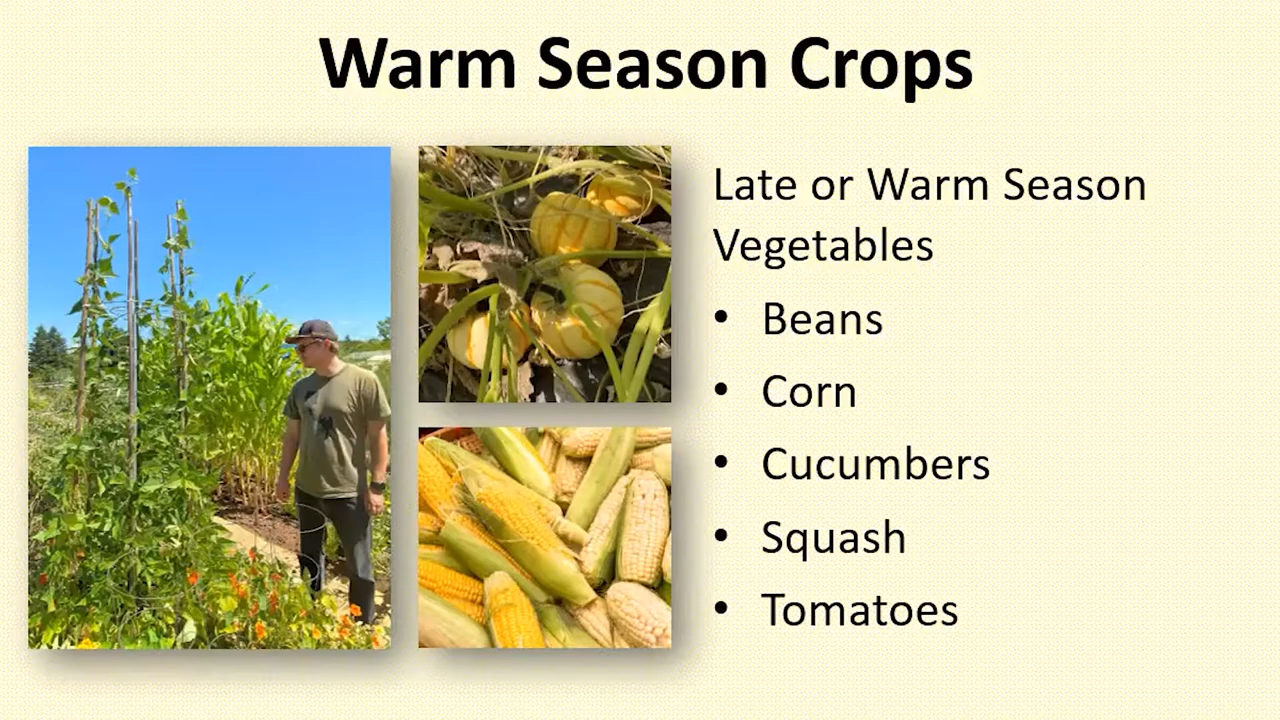 Warm Season Crops
Late or Warm Season
Vegetables
• Beans
• Corn
• Cucumbers
• Squash
• Tomatoes